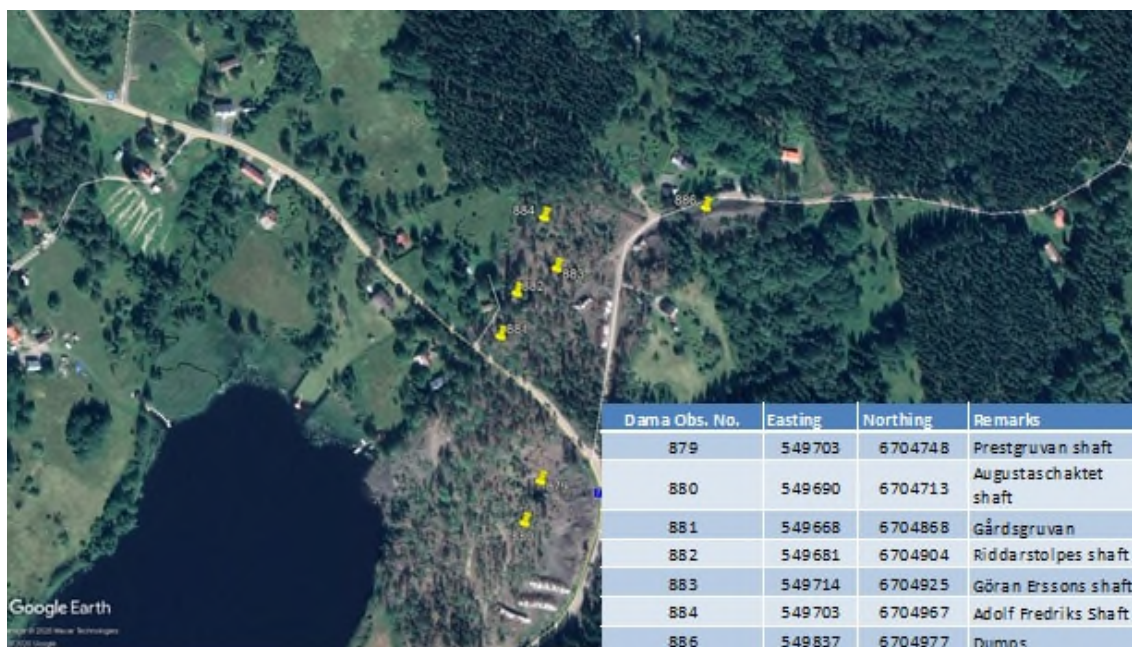 884
886
883
882
881
880
Google Earth
Dama Obs. No. Easting Northing Remarks
879 549703 6704748 Prestgruvan shaft
880 549690 6704713 Augustaschaktet
shaft
881 549668 6704868 Gårdsgruvan
882 549681 6704904 Riddarstolpes shaft
883 549714 6704925 Göran Erssons shaft
884 549703 6704967 Adolf Fredriks Shaft
886 549837 6704977 Dumps